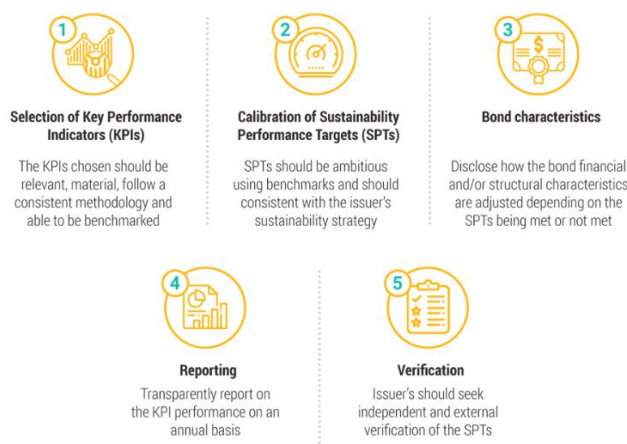 1
Selection of Key Performance
Indicators (KPIs)
The KPIs chosen should be
relevant, material, follow a
consistent methodology and
able to be benchmarked
2
Calibration of Sustainability
Performance Targets (SPTs)
SPTs should be ambitious
using benchmarks and should
consistent with the issuer's
sustainability strategy
3
$
Bond characteristics
Disclose how the bond financial
and/or structural characteristics
are adjusted depending on the
SPTs being met or not met
4
Reporting
Transparently report on
the KPI performance on an
annual basis
5
Verification
Issuer's should seek
independent and external
verification of the SPTs